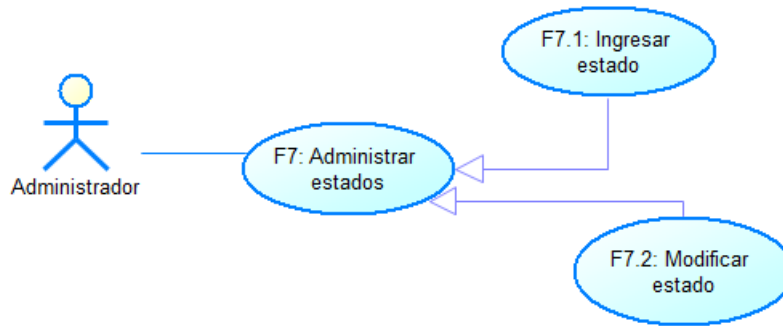 F7.1: Ingresar
estado
F7: Administrar
estados
Administrador
F7.2: Modificar
estado